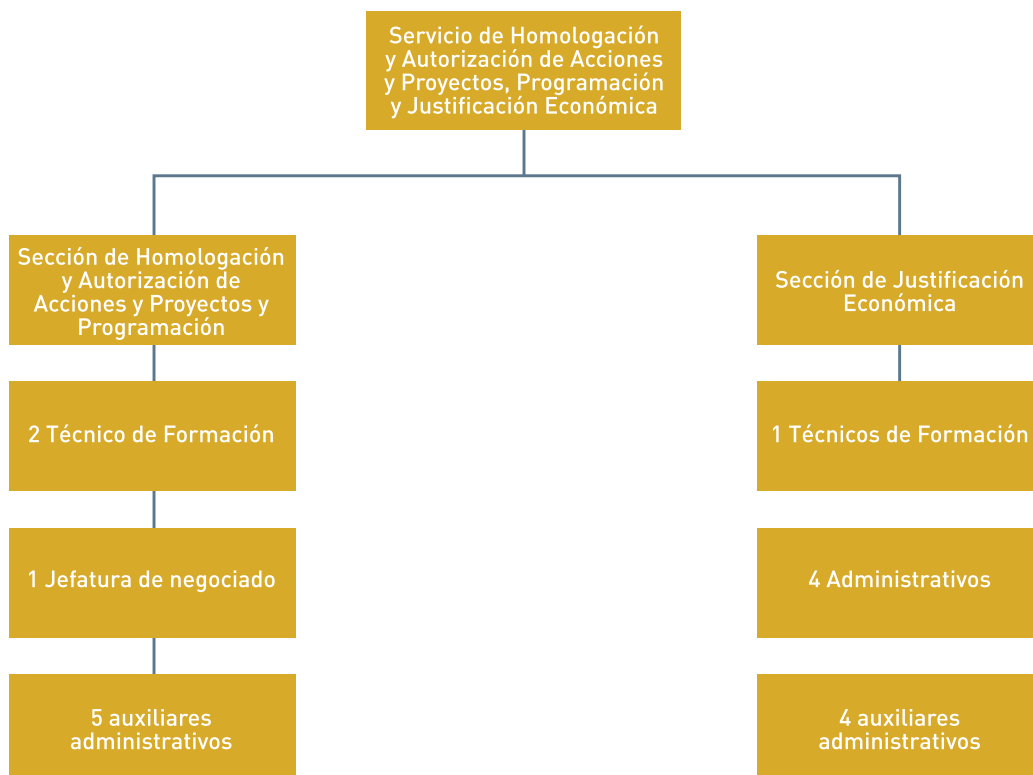 Servicio de Homologación
y Autorización de Acciones
y Proyectos, Programación
y Justificación Económica
Sección de Homologación
y Autorización de
Acciones y Proyectos y
Programación
2 Técnico de Formación
1 Jefatura de negociado
5 auxiliares
administrativos
Sección de Justificación
Económica
1 Técnicos de Formación
4 Administrativos
4 auxiliares
administrativos